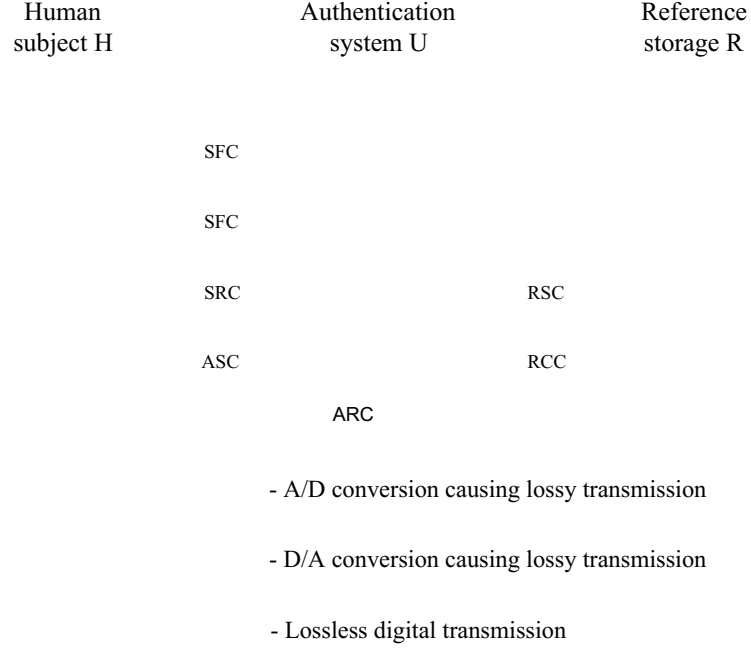 Human subject H
Authentication system U
Reference storage R
SFC
SFC
SRC RSC
ASC RCC
ARC
- A/D conversion causing lossy transmission
- D/A conversion causing lossy transmission
- Lossless digital transmission